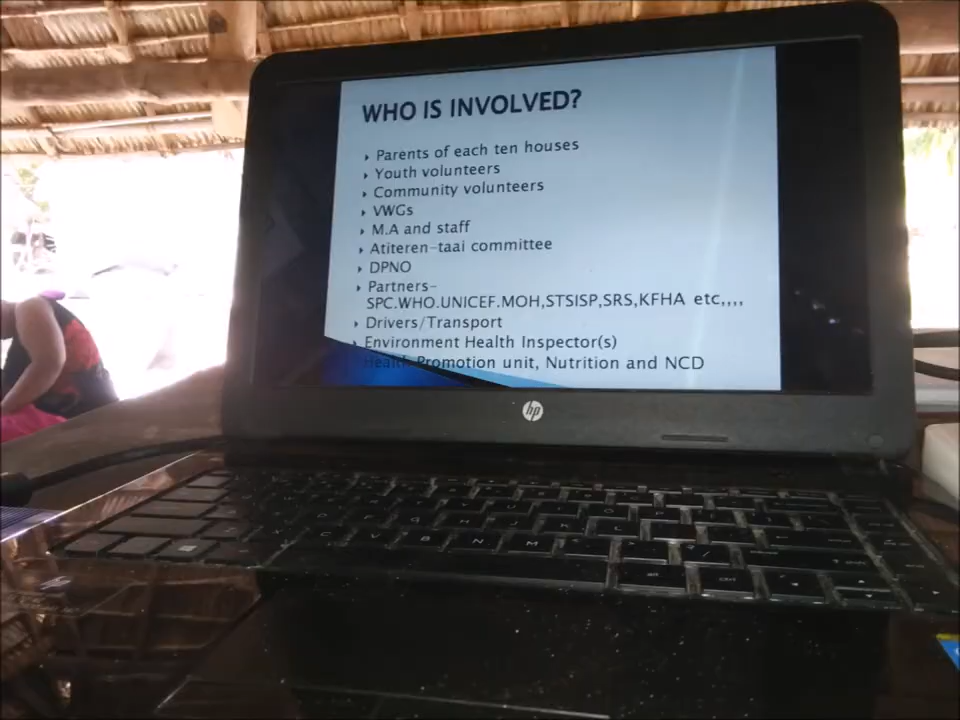 WHO IS INVOLVED?
Parents of each ten houses
Youth volunteers
Community volunteers
VWGs
M.A and staff
Atiteren-taai committee
DPNO
Partners-
SPC.WHO.UNICEF.MOH,STSISP,SRS,KFHA etc,,,,
Drivers/Transport
Environment Health Inspector(s)
Health Promotion unit, Nutrition and NCD
hp